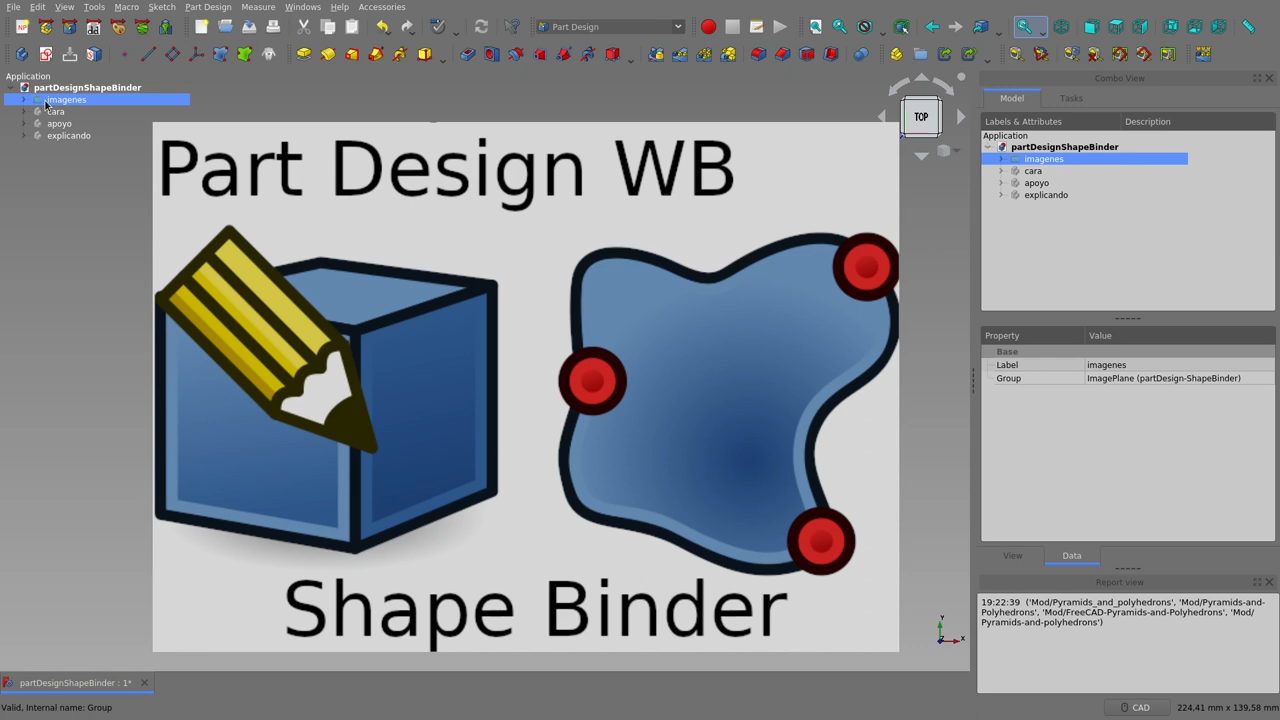 File Edit View Tools Macro Sketch Part Design Measure Windows Help Accessories
Part Design
Application
partDesignShapeBinder
imagenes
cara
apoyo
explicando
TOP
Part Design WB
Shape Binder
Y
X
Z
Combo View
Model Tasks
Labels & Attributes Description
Application
partDesignShapeBinder
imagenes
cara
apoyo
explicando
Property Value
Base
Label imagenes
Group ImagePlane (partDesign-ShapeBinder)
View Data
Report view
19:22:39 ('Mod/Pyramids_and_polyhedrons', 'Mod/Pyramids-and-
Polyhedrons', 'Mod/FreeCAD-Pyramids-and-Polyhedrons', 'Mod/
Pyramids-and-polyhedrons')
partDesignShapeBinder : 1*
Valid, Internal name: Group
CAD
224,41 mm x 139,58 mm